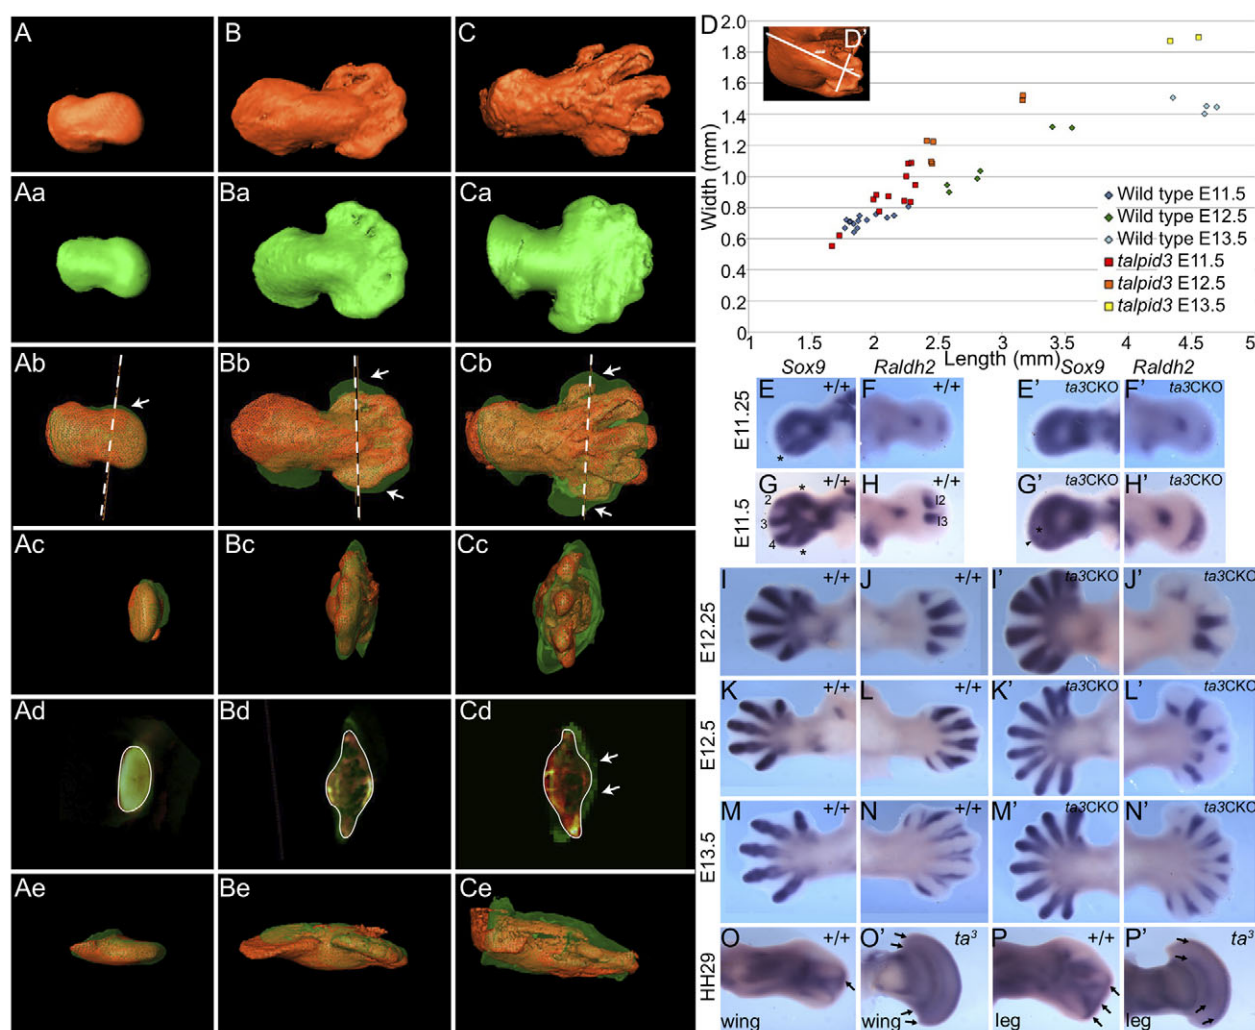 A
B
C
Aa
Ba
Ca
Ab
Bb
Cb
Ac
Bc
Cc
Ad
Bd
Cd
Ae
Be
Ce
D
D'
Width (mm)
2.0
1.8
1.6
1.4
1.2
1.0
0.8
0.6
0.4
0.2
0
1
1.5
2
2.5
3
3.5
4
4.5
5
Length (mm)
Wild type E11.5
Wild type E12.5
Wild type E13.5
talpid3 E11.5
talpid3 E12.5
talpid3 E13.5
Sox9 Raldh2 Sox9 Raldh2
E11.25
E +/+
F +/+
E' ta3CKO
F' ta3CKO
*
E11.5
G +/+
2
3
4
*
*
H +/+
I2
I3
G' ta3CKO
*
H' ta3CKO
E12.25
I +/+
J +/+
I' ta3CKO
J' ta3CKO
E12.5
K +/+
L +/+
K' ta3CKO
L' ta3CKO
E13.5
M +/+
N +/+
M' ta3CKO
N' ta3CKO
HH29
O +/+
wing
O' ta³
wing
P +/+
leg
P' ta³
leg